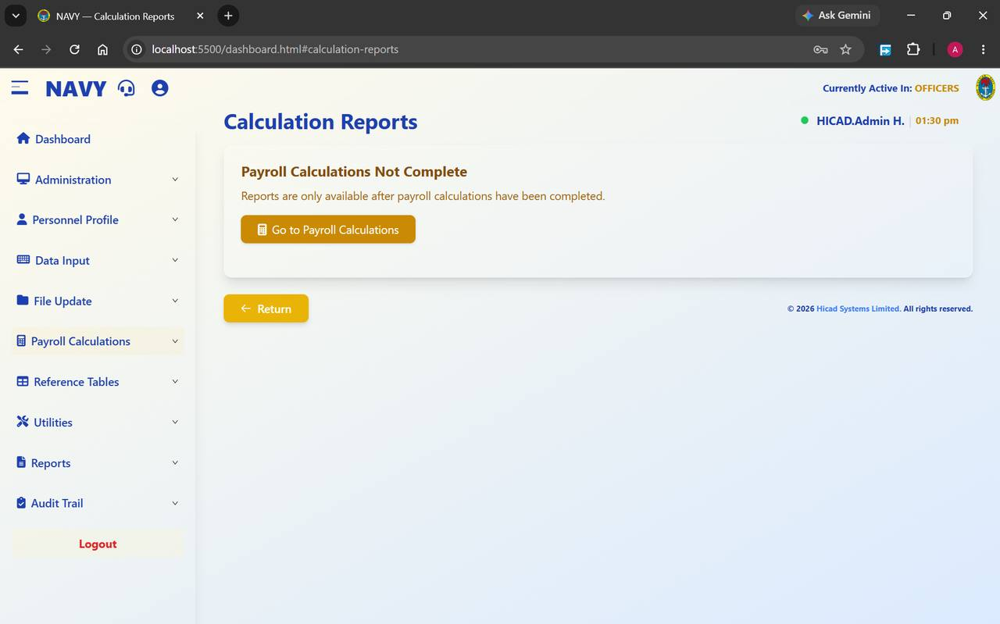 NAVY — Calculation Reports
Ask Gemini
localhost:5500/dashboard.html#calculation-reports
A
NAVY
Currently Active In: OFFICERS
Calculation Reports
HICAD.Admin H. | 01:30 pm
Dashboard
Administration
Personnel Profile
Data Input
File Update
Payroll Calculations
Reference Tables
Utilities
Reports
Audit Trail
Logout
Payroll Calculations Not Complete
Reports are only available after payroll calculations have been completed.
Go to Payroll Calculations
Return
© 2026 Hicad Systems Limited. All rights reserved.